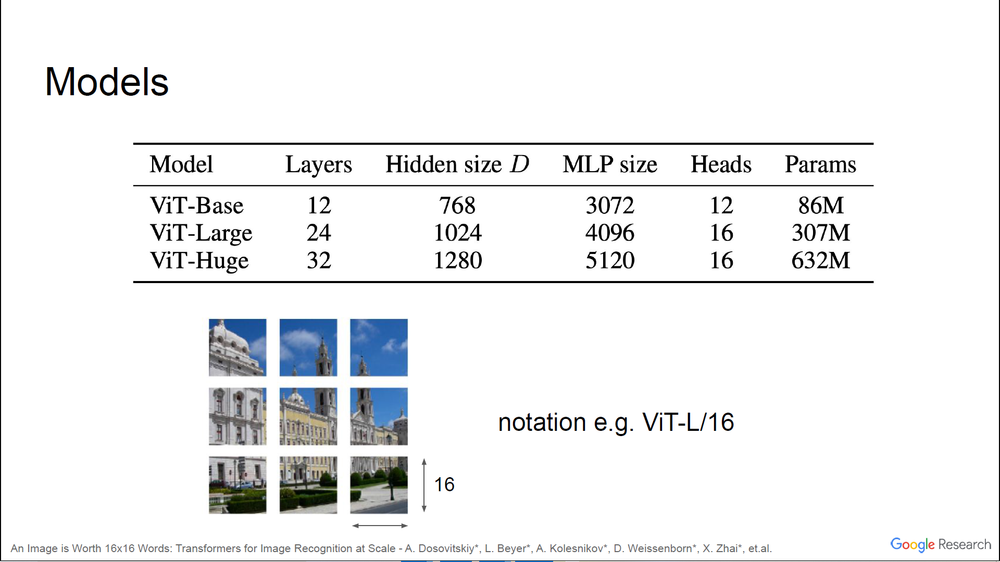 Models
Model Layers Hidden size D MLP size Heads Params
ViT-Base 12 768 3072 12 86M
ViT-Large 24 1024 4096 16 307M
ViT-Huge 32 1280 5120 16 632M
notation e.g. ViT-L/16
16
An Image is Worth 16x16 Words: Transformers for Image Recognition at Scale - A. Dosovitskiy*, L. Beyer*, A. Kolesnikov*, D. Weissenborn*, X. Zhai*, et.al.
Google Research